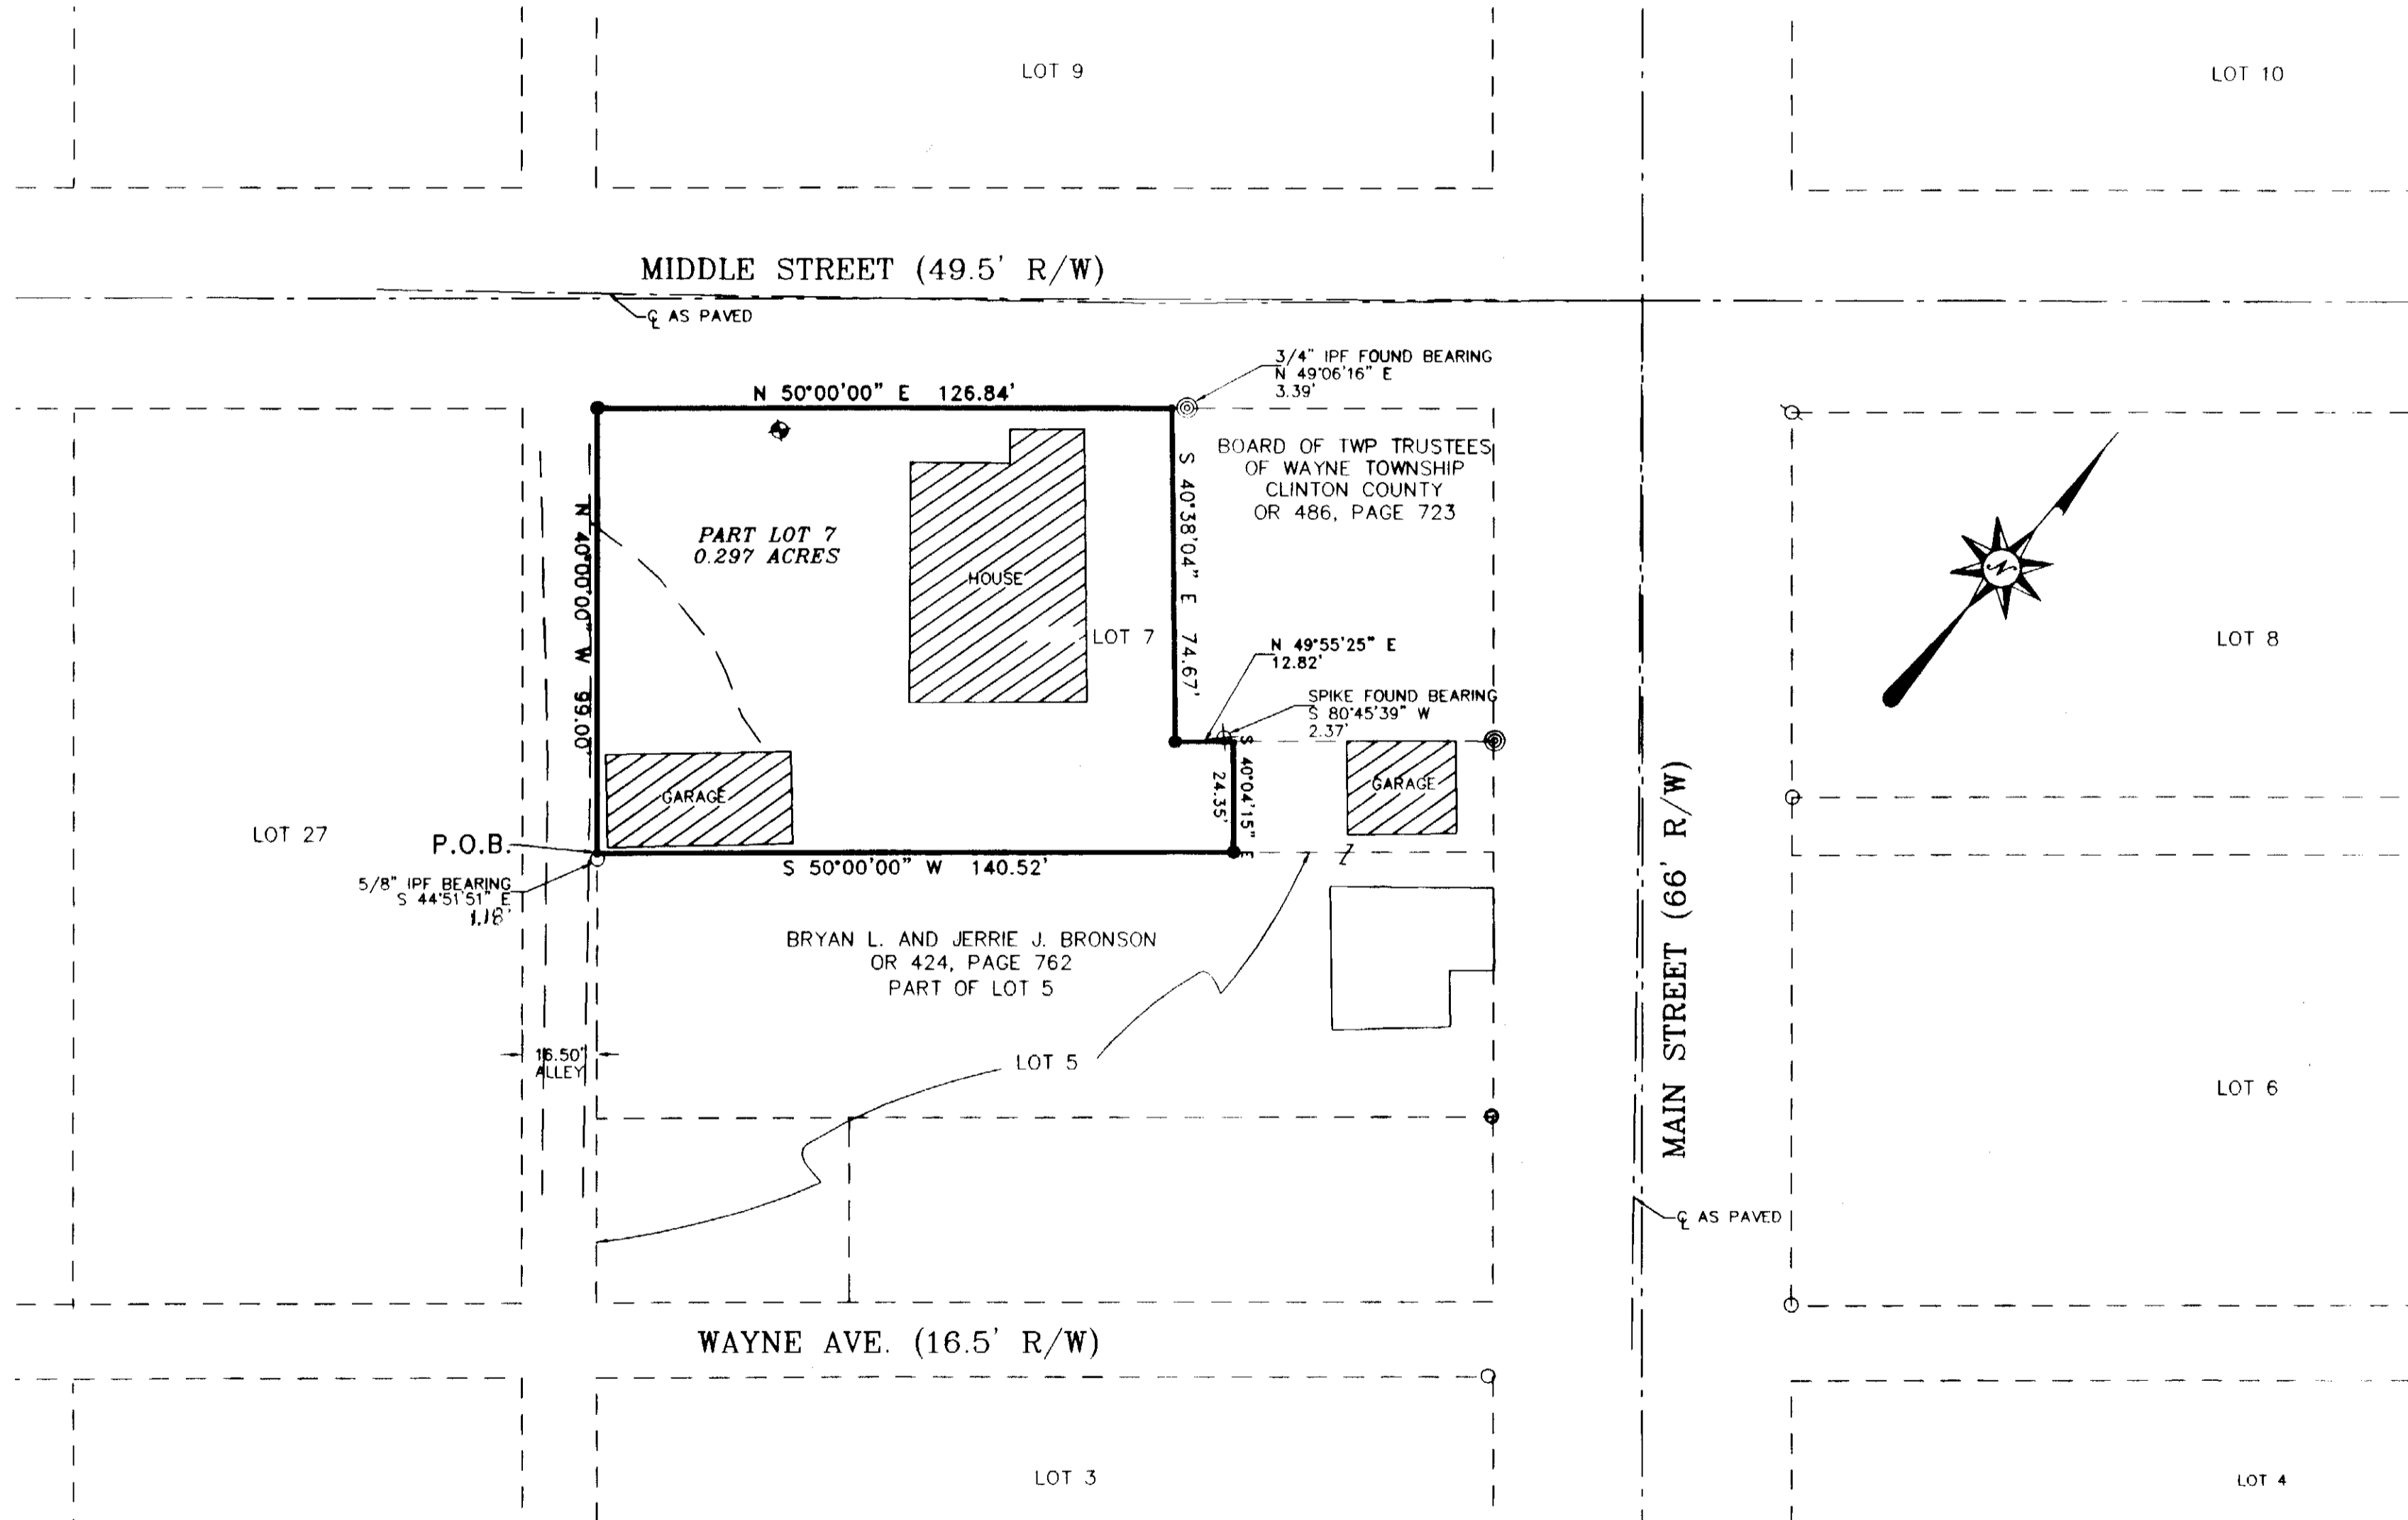 LOT 9
LOT 10
MIDDLE STREET (49.5' R/W)
℄ AS PAVED
3/4" IPF FOUND BEARING
N 49°06'16" E
3.39'
N 50°00'00" E 126.84'
BOARD OF TWP TRUSTEES
OF WAYNE TOWNSHIP
CLINTON COUNTY
OR 486, PAGE 723
S 40°38'04" E 74.67'
N 40°00'00" W 99.00'
PART LOT 7
0.297 ACRES
HOUSE
LOT 7
N 49°55'25" E
12.82'
SPIKE FOUND BEARING
S 80°45'39" W
2.37'
S 40°04'15" E
24.35'
GARAGE
GARAGE
N
LOT 8
LOT 27
P.O.B.
5/8" IPF BEARING
S 44°51'51" E
1.18'
S 50°00'00" W 140.52'
Z
BRYAN L. AND JERRIE J. BRONSON
OR 424, PAGE 762
PART OF LOT 5
16.50'
ALLEY
LOT 5
MAIN STREET (66' R/W)
LOT 6
℄ AS PAVED
WAYNE AVE. (16.5' R/W)
LOT 3
LOT 4